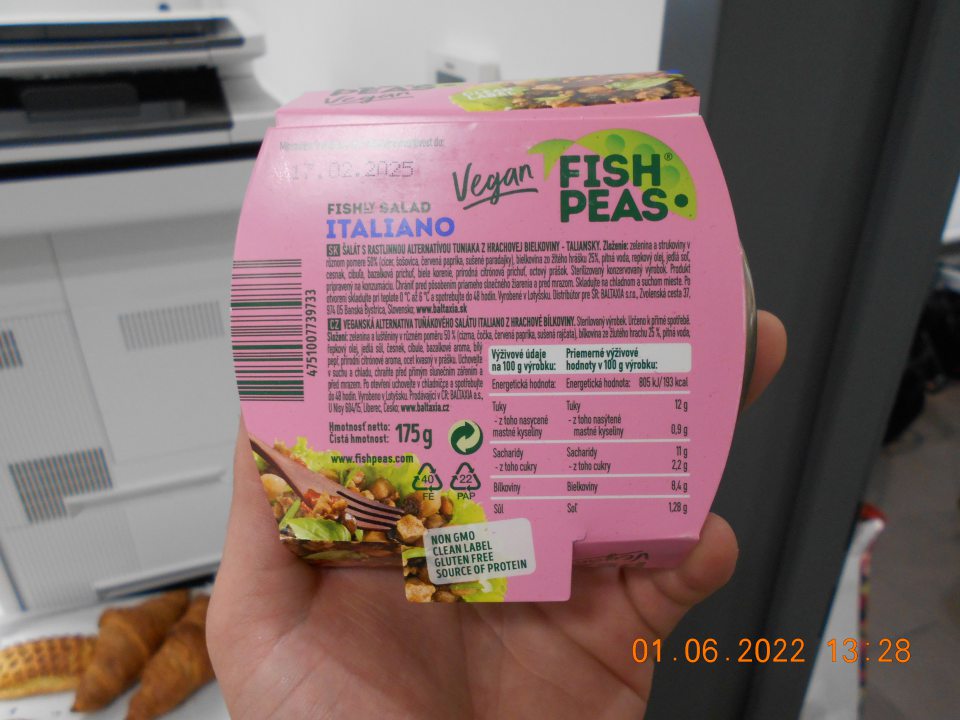 PEAS
Vegan
17.02.2025
Vegan
FISH®
PEAS
FISHLY SALAD
ITALIANO
SK ŠALÁT S RASTLINNOU ALTERNATÍVOU TUNIAKA Z HRACHOVEJ BIELKOVINY - TALIANSKY. Zloženie: zelenina a strukoviny v
rôznom pomere 50% (cícer, šošovica, červená paprika, sušené paradajky), bielkovina zo žltého hrášku 25%, pitná voda, repkový olej, jedlá soľ,
cesnak, cibuľa, bazalková príchuť, biele korenie, prírodná citrónová príchuť, octový prášok. Sterilizovaný konzervovaný výrobok. Produkt
pripravený na konzumáciu. Chrániť pred pôsobením priameho slnečného žiarenia a pred mrazom. Skladujte na chladnom a suchom mieste. Po
otvorení skladujte pri teplote 0 °C až 6 °C a spotrebujte do 48 hodín. Vyrobené v Lotyšsku. Distribútor pre SR: BALTAXIA s.r.o., Zvolenská cesta 37,
974 05 Banská Bystrica, Slovensko; www.baltaxia.sk
CZ VEGANSKÁ ALTERNATIVA TUŇÁKOVÉHO SALÁTU ITALIANO Z HRACHOVÉ BÍLKOVINY. Sterilovaný výrobek. Určeno k přímé spotřebě.
Složení: zelenina a luštěniny v různém poměru 50 % (cizrna, čočka, červená paprika, sušená rajčata), bílkovina ze žlutého hrachu 25 %, pitná voda,
řepkový olej, jedlá sůl, česnek, cibule, bazalkové aroma, bílý
pepř, přírodní citronové aroma, ocet kvasný v prášku. Uchovejte
v suchu a chladu, chraňte před přímým slunečním zářením a
před mrazem. Po otevření uchovejte v chladničce a spotřebujte
do 48 hodin. Vyrobeno v Lotyšsku. Prodávající v ČR: BALTAXIA a.s.,
U Nisy 604/15, Liberec, Česko; www.baltaxia.cz
4751007739733
Výživové údaje Priemerné výživové
na 100 g výrobku: hodnoty v 100 g výrobku:
Energetická hodnota: Energetická hodnota: 805 kJ/193 kcal
Tuky Tuky 12 g
- z toho nasycené - z toho nasýtené
mastné kyseliny mastné kyseliny 0,9 g
Sacharidy Sacharidy 11 g
- z toho cukry - z toho cukry 2,2 g
Bílkoviny Bielkoviny 8,4 g
Sůl Soľ 1,28 g
Hmotnosť netto:
Čistá hmotnost: 175 g
www.fishpeas.com
40 22
FE PAP
NON GMO
CLEAN LABEL
GLUTEN FREE
SOURCE OF PROTEIN
Vegan
01.06.2022 13:28